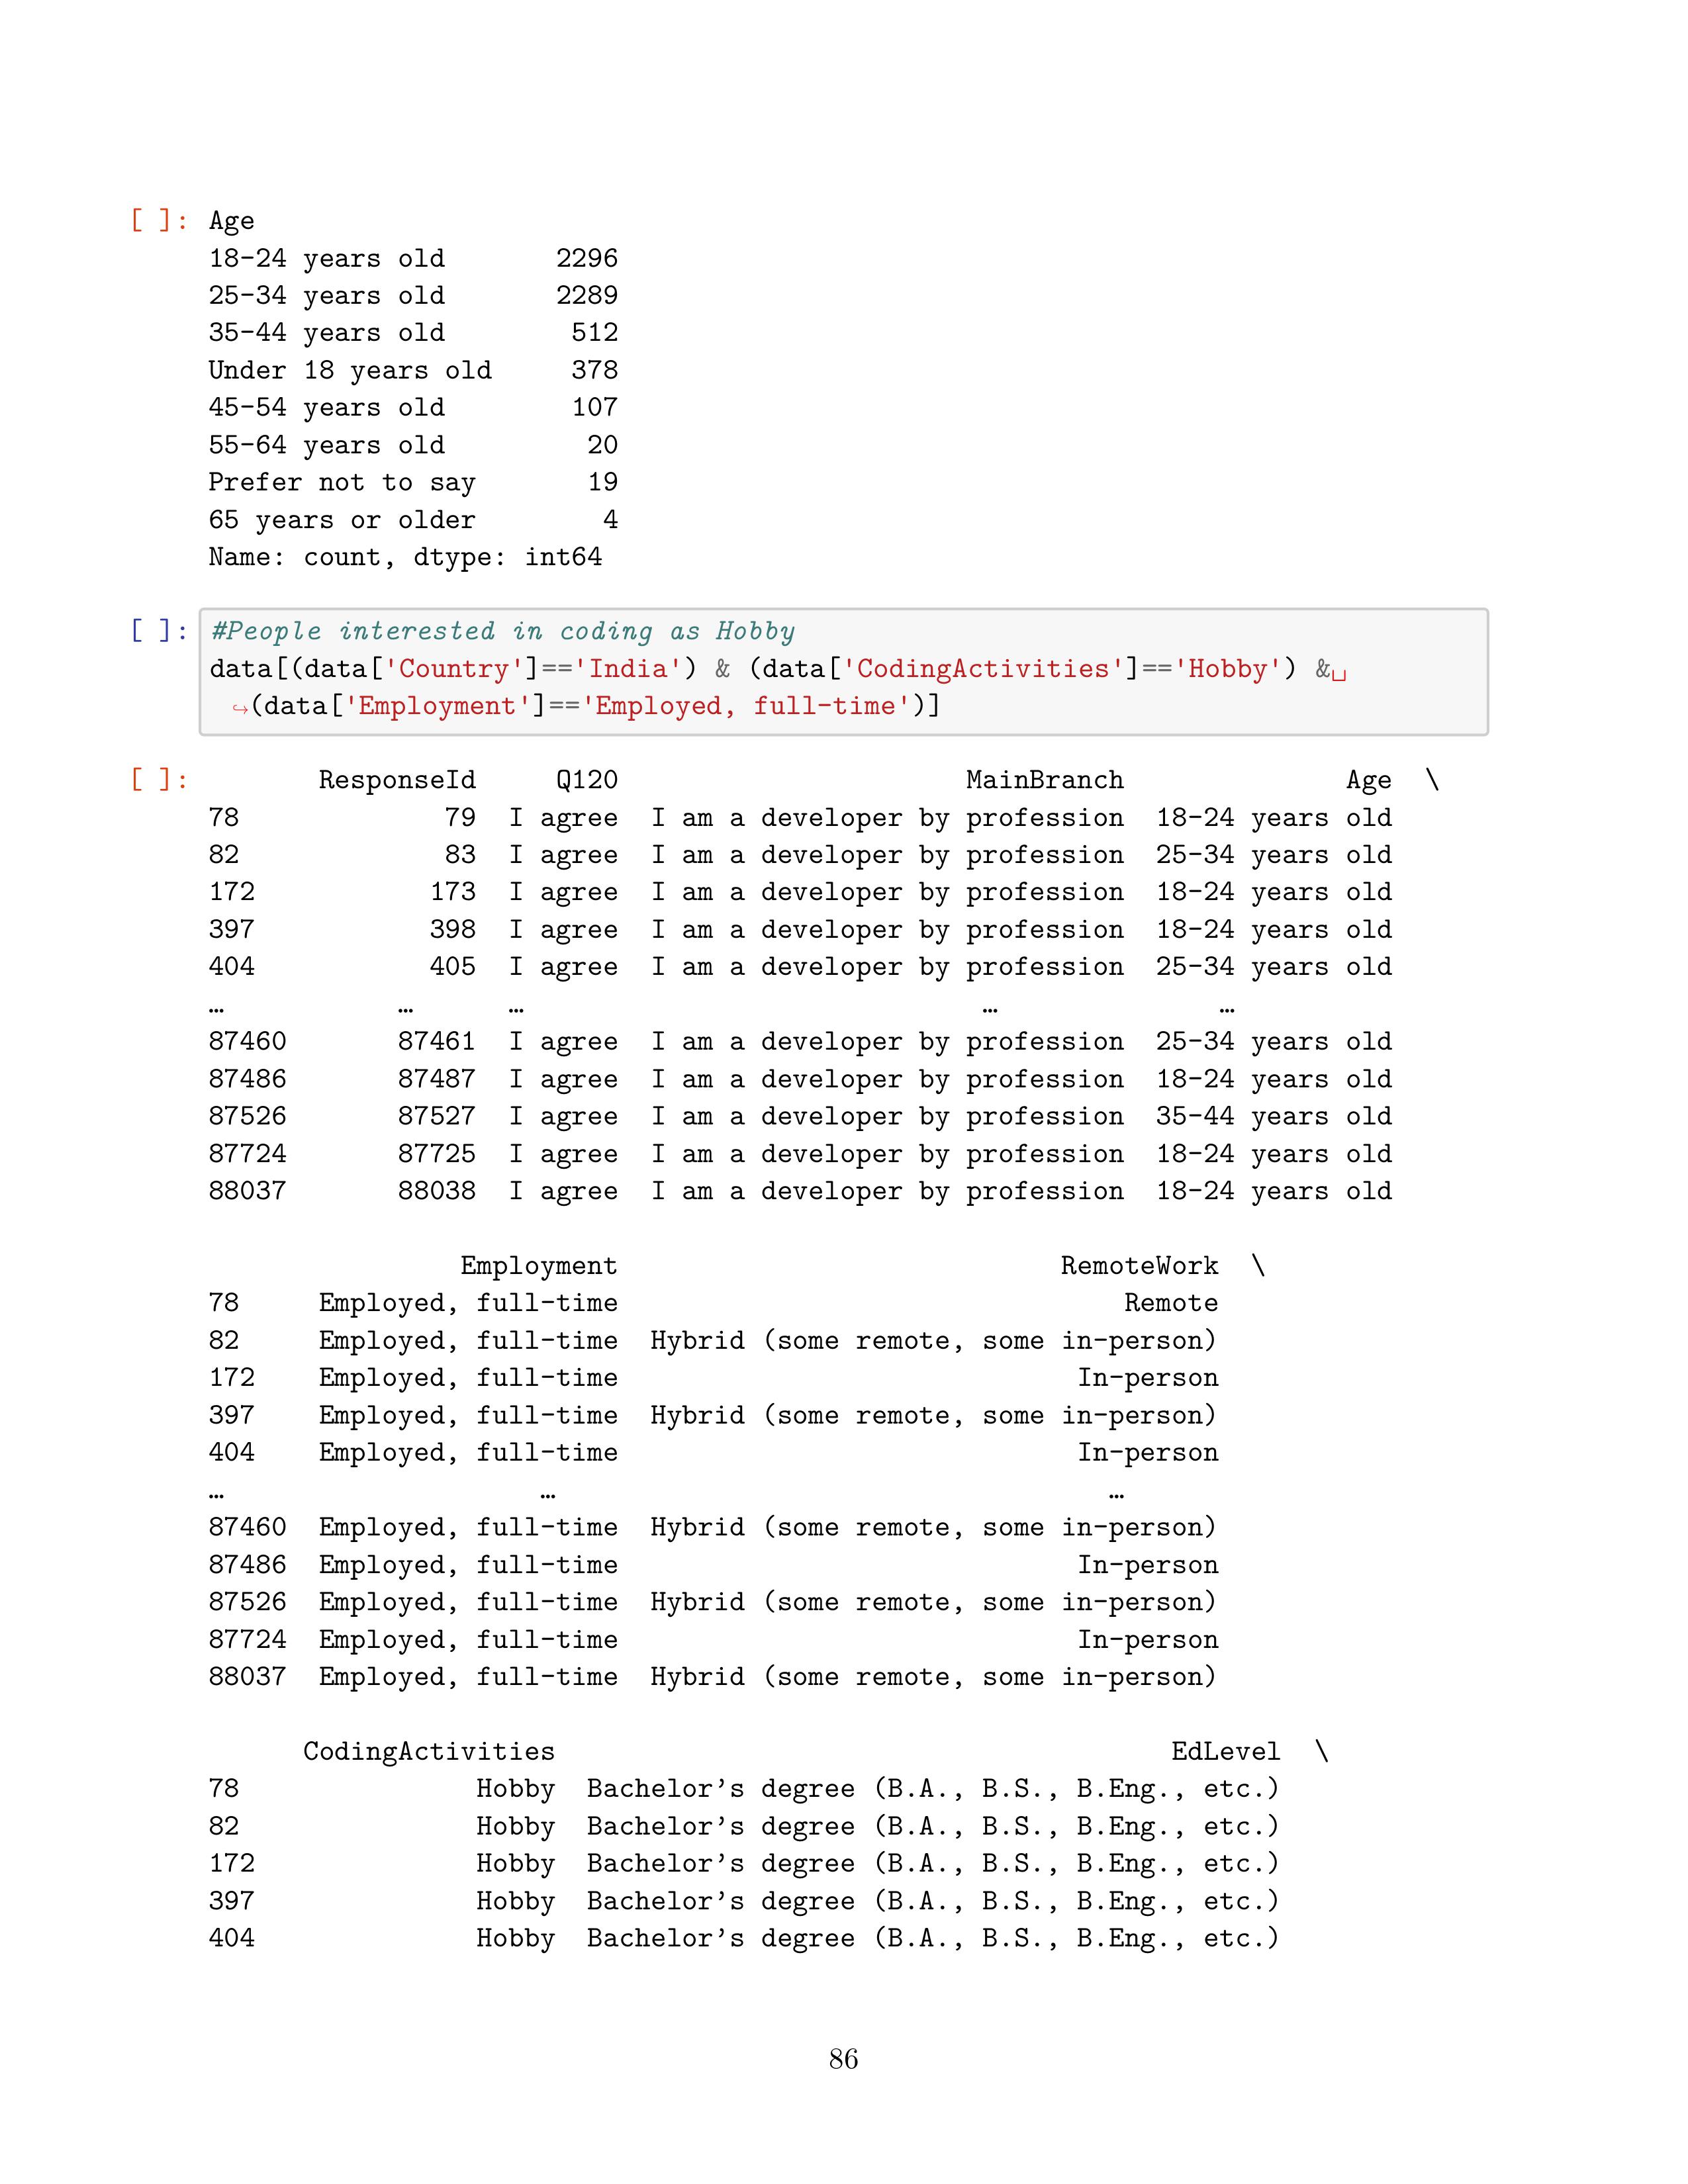 [ ]: Age
18-24 years old       2296
25-34 years old       2289
35-44 years old        512
Under 18 years old     378
45-54 years old        107
55-64 years old         20
Prefer not to say       19
65 years or older        4
Name: count, dtype: int64
[ ]: #People interested in coding as Hobby
data[(data['Country']=='India') & (data['CodingActivities']=='Hobby') &␣
↪(data['Employment']=='Employed, full-time')]
[ ]:        ResponseId     Q120                      MainBranch              Age  \
78             79  I agree  I am a developer by profession  18-24 years old
82             83  I agree  I am a developer by profession  25-34 years old
172           173  I agree  I am a developer by profession  18-24 years old
397           398  I agree  I am a developer by profession  18-24 years old
404           405  I agree  I am a developer by profession  25-34 years old
…           …      …                             …              …
87460       87461  I agree  I am a developer by profession  25-34 years old
87486       87487  I agree  I am a developer by profession  18-24 years old
87526       87527  I agree  I am a developer by profession  35-44 years old
87724       87725  I agree  I am a developer by profession  18-24 years old
88037       88038  I agree  I am a developer by profession  18-24 years old
                Employment                            RemoteWork  \
78     Employed, full-time                                Remote
82     Employed, full-time  Hybrid (some remote, some in-person)
172    Employed, full-time                             In-person
397    Employed, full-time  Hybrid (some remote, some in-person)
404    Employed, full-time                             In-person
…                    …                                   …
87460  Employed, full-time  Hybrid (some remote, some in-person)
87486  Employed, full-time                             In-person
87526  Employed, full-time  Hybrid (some remote, some in-person)
87724  Employed, full-time                             In-person
88037  Employed, full-time  Hybrid (some remote, some in-person)
      CodingActivities                                       EdLevel  \
78               Hobby  Bachelor’s degree (B.A., B.S., B.Eng., etc.)
82               Hobby  Bachelor’s degree (B.A., B.S., B.Eng., etc.)
172              Hobby  Bachelor’s degree (B.A., B.S., B.Eng., etc.)
397              Hobby  Bachelor’s degree (B.A., B.S., B.Eng., etc.)
404              Hobby  Bachelor’s degree (B.A., B.S., B.Eng., etc.)
86